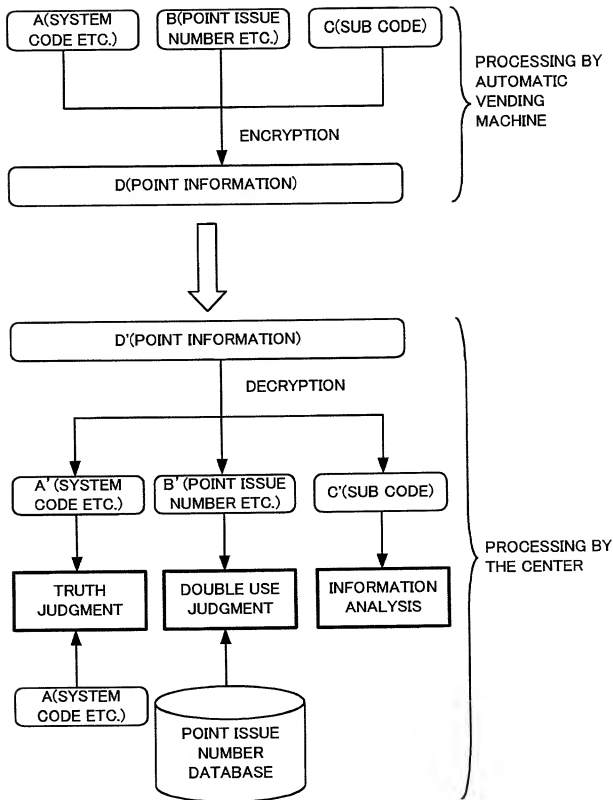 A(SYSTEM
CODE ETC.)
B(POINT ISSUE
NUMBER ETC.)
C(SUB CODE)
PROCESSING BY
AUTOMATIC
VENDING
MACHINE
ENCRYPTION
D(POINT INFORMATION)
D'(POINT INFORMATION)
DECRYPTION
A'(SYSTEM
CODE ETC.)
B'(POINT ISSUE
NUMBER ETC.)
C'(SUB CODE)
PROCESSING BY
THE CENTER
TRUTH
JUDGMENT
DOUBLE USE
JUDGMENT
INFORMATION
ANALYSIS
A(SYSTEM
CODE ETC.)
POINT ISSUE
NUMBER
DATABASE